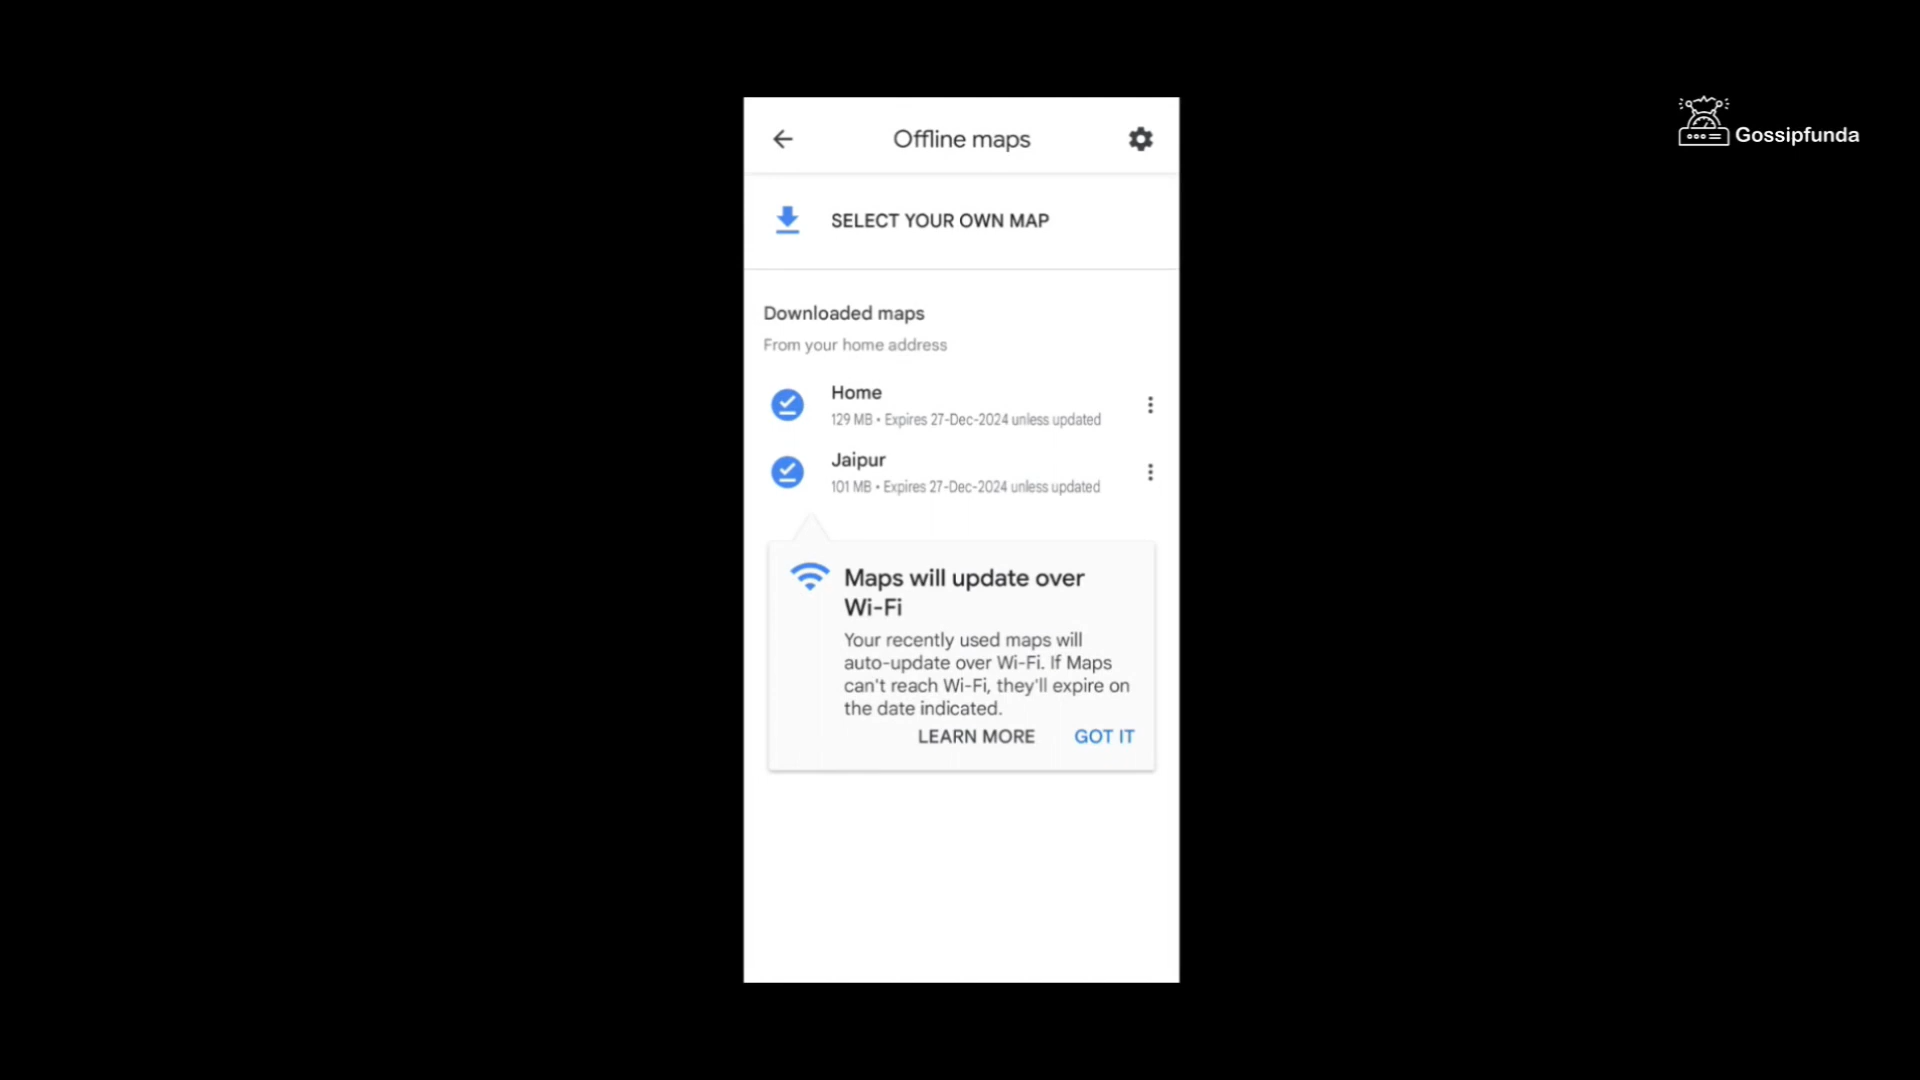 Offline maps
Gossipfunda
SELECT YOUR OWN MAP
Downloaded maps
From your home address
Home
129 MB • Expires 27-Dec-2024 unless updated
Jaipur
101 MB • Expires 27-Dec-2024 unless updated
Maps will update over
Wi-Fi
Your recently used maps will
auto-update over Wi-Fi. If Maps
can't reach Wi-Fi, they'll expire on
the date indicated.
LEARN MORE GOT IT